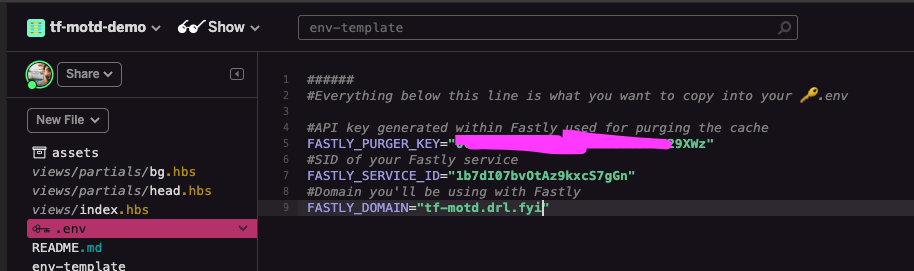 tf-motd-demo Show env-template
Share
New File
assets
views/partials/bg.hbs
views/partials/head.hbs
views/index.hbs
.env
README.md
env-template
1 ######
2 #Everything below this line is what you want to copy into your 🔑.env
3
4 #API key generated within Fastly used for purging the cache
5 FASTLY_PURGER_KEY=" 29XWz"
6 #SID of your Fastly service
7 FASTLY_SERVICE_ID="1b7dI07bvOtAz9kxcS7gGn"
8 #Domain you'll be using with Fastly
9 FASTLY_DOMAIN="tf-motd.drl.fyi"